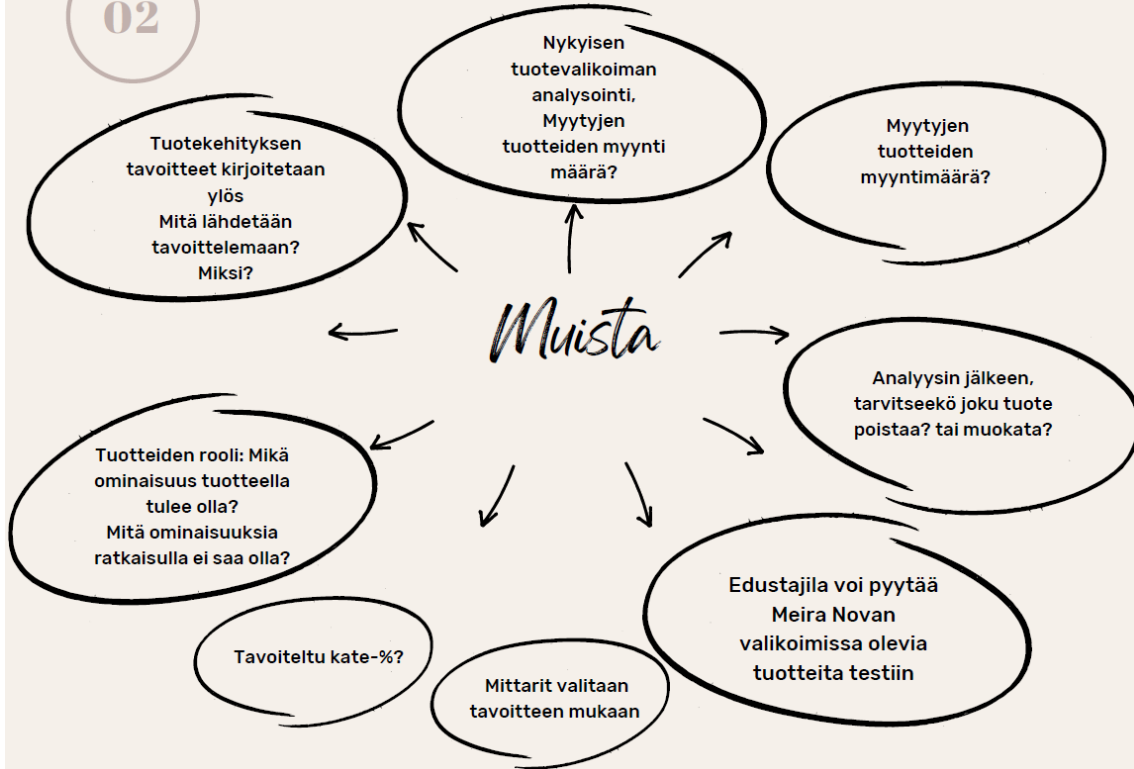 02
Nykyisen
tuotevalikoiman
analysointi,
Myytyjen
tuotteiden myynti
määrä?
Myytyjen
tuotteiden
myyntimäärä?
Tuotekehityksen
tavoitteet kirjoitetaan
ylös
Mitä lähdetään
tavoittelemaan?
Miksi?
Muista
Analyysin jälkeen,
tarvitseekö joku tuote
poistaa? tai muokata?
Tuotteiden rooli: Mikä
ominaisuus tuotteella
tulee olla?
Mitä ominaisuuksia
ratkaisulla ei saa olla?
Edustajila voi pyytää
Meira Novan
valikoimissa olevia
tuotteita testiin
Tavoiteltu kate-%?
Mittarit valitaan
tavoitteen mukaan